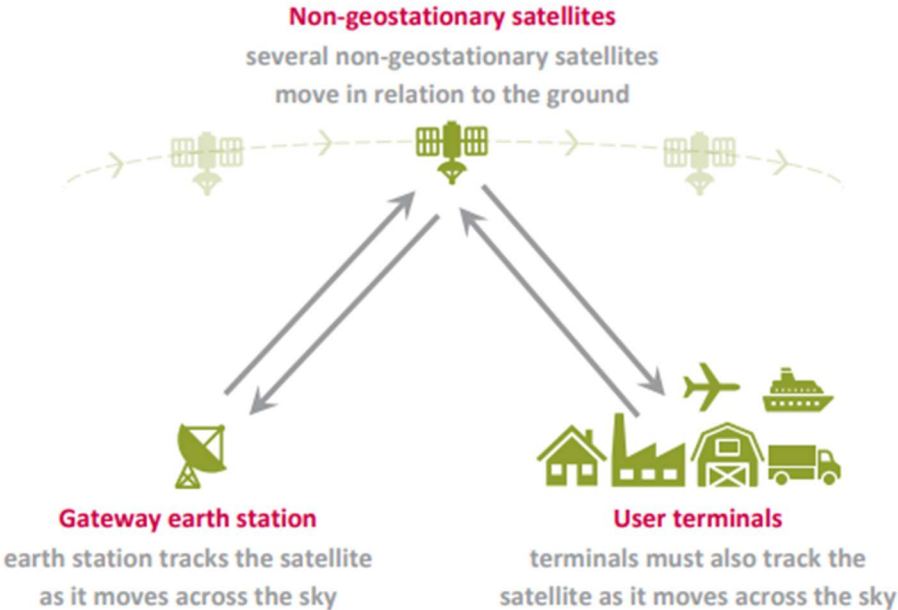 Non-geostationary satellites
several non-geostationary satellites
move in relation to the ground
Gateway earth station
earth station tracks the satellite
as it moves across the sky
User terminals
terminals must also track the
satellite as it moves across the sky